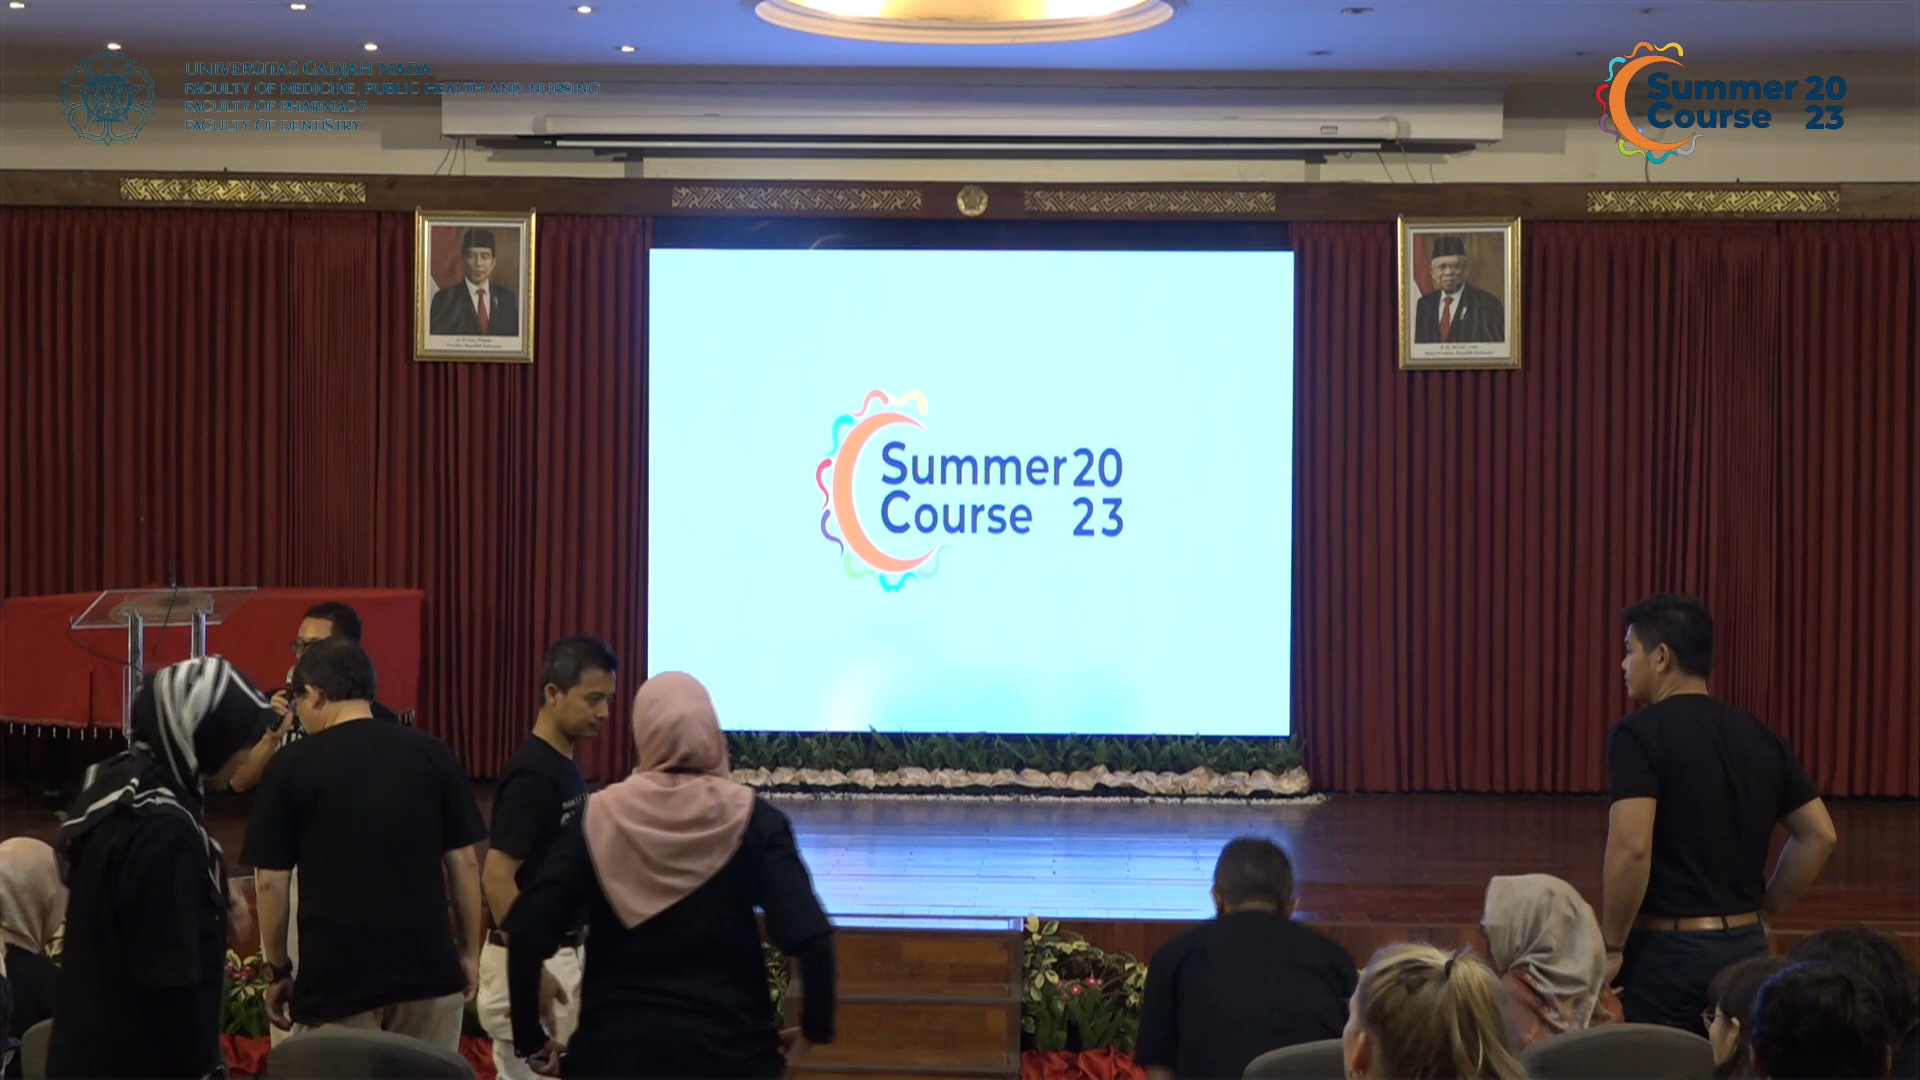 UNIVERSITAS GADJAH MADA
FACULTY OF MEDICINE, PUBLIC HEALTH AND NURSING
FACULTY OF PHARMACY
FACULTY OF DENTISTRY
Summer 20
Course 23
Summer 20
Course 23